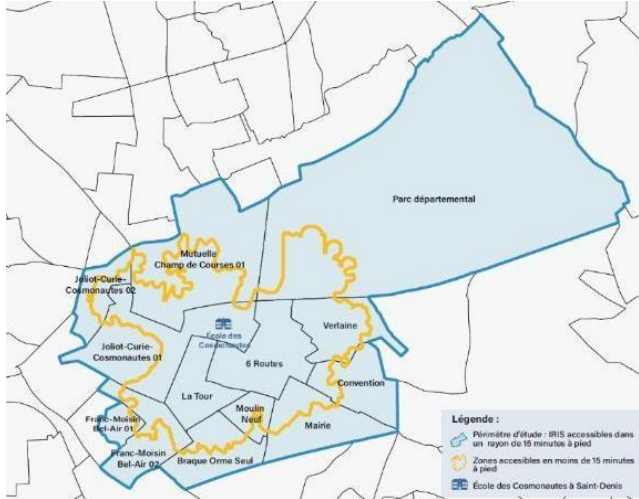 Parc départemental
Mutuelle
Champ de Courses 01
Joliot-Curie-
Cosmonautes 02
École des
Cosmonautes
Verlaine
Joliot-Curie-
Cosmonautes 01
6 Routes
Convention
La Tour
Moulin
Neuf
Mairie
Franc-Moisin
Bel-Air 01
Franc-Moisin
Bel-Air 02
Braque Orme Seul
Légende :
Périmètre d'étude : IRIS accessibles dans
un rayon de 15 minutes à pied
Zones accesibles en moins de 15 minutes
à pied
École des Cosmonautes à Saint-Denis